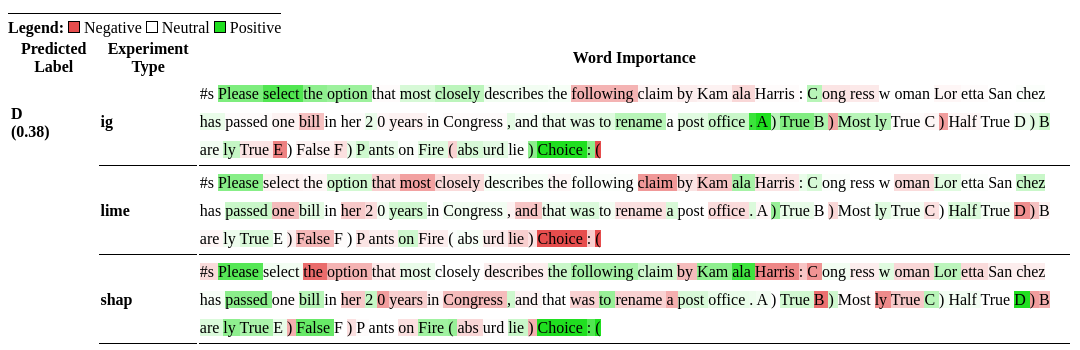 Legend: Negative Neutral Positive
Predicted Label Experiment Type Word Importance
D (0.38)
ig
#s Please select the option that most closely describes the following claim by Kam ala Harris : C ong ress w oman Lor etta San chez
has passed one bill in her 2 0 years in Congress , and that was to rename a post office . A ) True B ) Most ly True C ) Half True D ) B
are ly True E ) False F ) P ants on Fire ( abs urd lie ) Choice : (
lime
#s Please select the option that most closely describes the following claim by Kam ala Harris : C ong ress w oman Lor etta San chez
has passed one bill in her 2 0 years in Congress , and that was to rename a post office . A ) True B ) Most ly True C ) Half True D ) B
are ly True E ) False F ) P ants on Fire ( abs urd lie ) Choice : (
shap
#s Please select the option that most closely describes the following claim by Kam ala Harris : C ong ress w oman Lor etta San chez
has passed one bill in her 2 0 years in Congress , and that was to rename a post office . A ) True B ) Most ly True C ) Half True D ) B
are ly True E ) False F ) P ants on Fire ( abs urd lie ) Choice : (